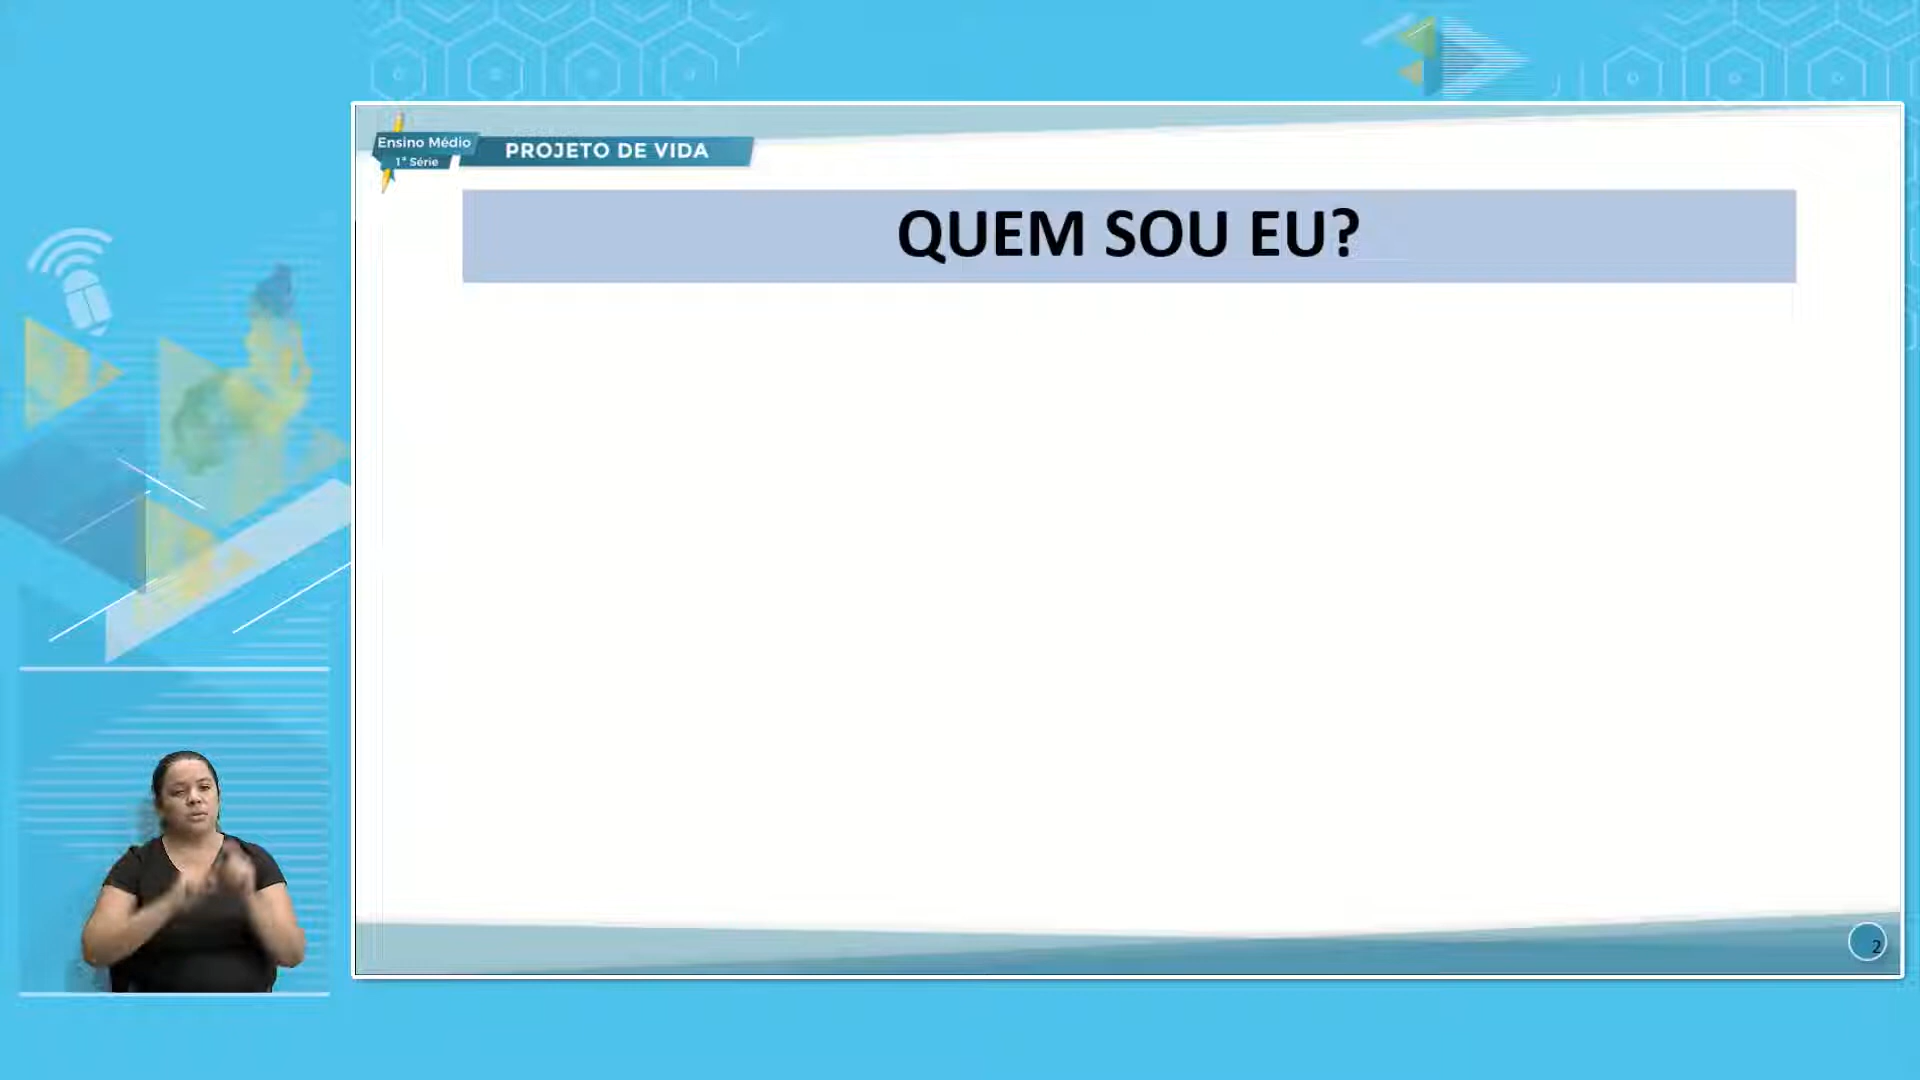 Ensino Médio
1ª Série
PROJETO DE VIDA
QUEM SOU EU?
2